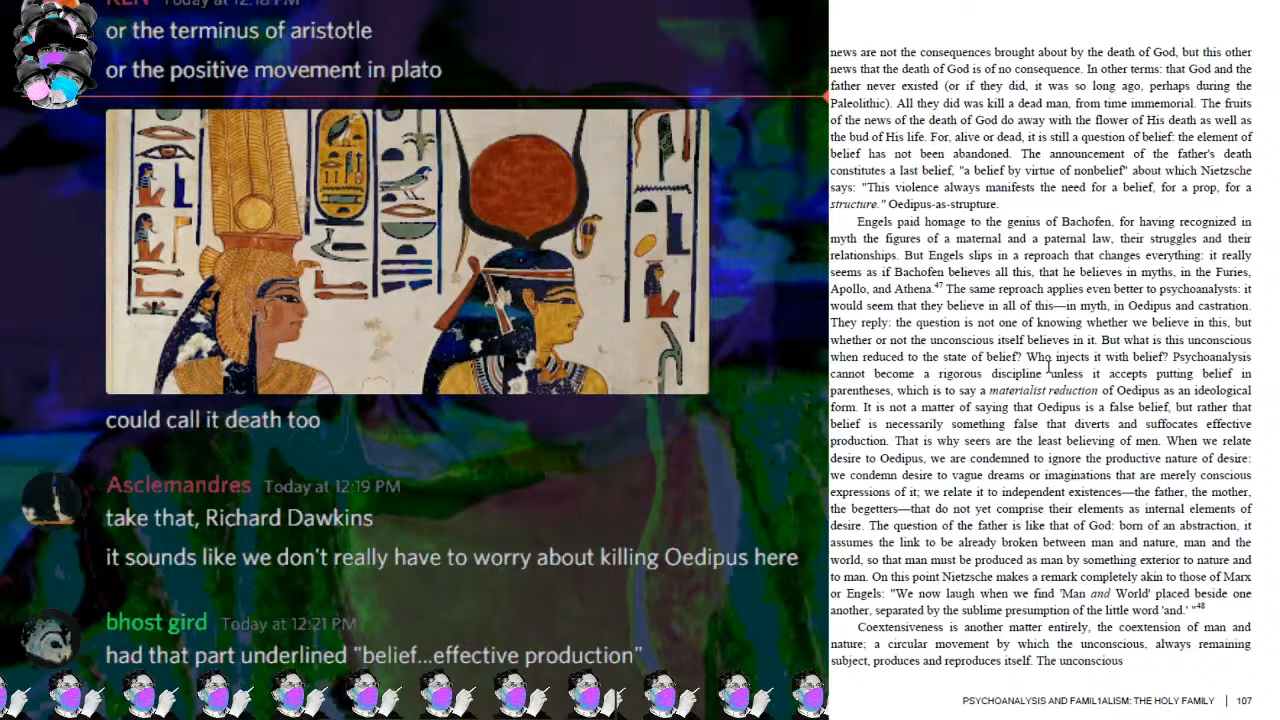 KEN Today at 12:18 PM
or the terminus of aristotle
or the positive movement in plato
could call it death too
Asclemandres Today at 12:19 PM
take that, Richard Dawkins
it sounds like we don't really have to worry about killing Oedipus here
bhost gird Today at 12:21 PM
had that part underlined "belief...effective production"
news are not the consequences brought about by the death of God, but this other
news that the death of God is of no consequence. In other terms: that God and the
father never existed (or if they did, it was so long ago, perhaps during the
Paleolithic). All they did was kill a dead man, from time immemorial. The fruits
of the news of the death of God do away with the flower of His death as well as
the bud of His life. For, alive or dead, it is still a question of belief: the element of
belief has not been abandoned. The announcement of the father's death
constitutes a last belief, "a belief by virtue of nonbelief" about which Nietzsche
says: "This violence always manifests the need for a belief, for a prop, for a
structure." Oedipus-as-strupture.
Engels paid homage to the genius of Bachofen, for having recognized in
myth the figures of a maternal and a paternal law, their struggles and their
relationships. But Engels slips in a reproach that changes everything: it really
seems as if Bachofen believes all this, that he believes in myths, in the Furies,
Apollo, and Athena.47 The same reproach applies even better to psychoanalysts: it
would seem that they believe in all of this—in myth, in Oedipus and castration.
They reply: the question is not one of knowing whether we believe in this, but
whether or not the unconscious itself believes in it. But what is this unconscious
when reduced to the state of belief? Who injects it with belief? Psychoanalysis
cannot become a rigorous discipline unless it accepts putting belief in
parentheses, which is to say a materialist reduction of Oedipus as an ideological
form. It is not a matter of saying that Oedipus is a false belief, but rather that
belief is necessarily something false that diverts and suffocates effective
production. That is why seers are the least believing of men. When we relate
desire to Oedipus, we are condemned to ignore the productive nature of desire:
we condemn desire to vague dreams or imaginations that are merely conscious
expressions of it; we relate it to independent existences—the father, the mother,
the begetters—that do not yet comprise their elements as internal elements of
desire. The question of the father is like that of God: born of an abstraction, it
assumes the link to be already broken between man and nature, man and the
world, so that man must be produced as man by something exterior to nature and
to man. On this point Nietzsche makes a remark completely akin to those of Marx
or Engels: "We now laugh when we find 'Man and World' placed beside one
another, separated by the sublime presumption of the little word 'and.' "48
Coextensiveness is another matter entirely, the coextension of man and
nature; a circular movement by which the unconscious, always remaining
subject, produces and reproduces itself. The unconscious
PSYCHOANALYSIS AND FAMIL1ALISM: THE HOLY FAMILY | 107